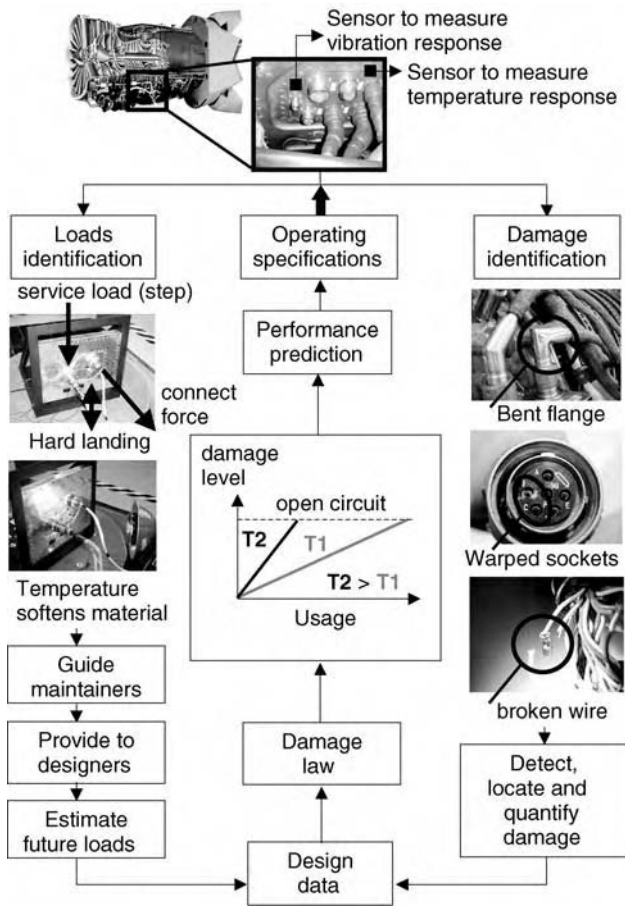 Sensor to measure
vibration response
Sensor to measure
temperature response
Loads
identification
Operating
specifications
Damage
identification
service load (step)
connect
force
Hard landing
Temperature
softens material
Guide
maintainers
Provide to
designers
Estimate
future loads
Performance
prediction
damage
level
open circuit
T2
T1
T2 > T1
Usage
Damage
law
Design
data
Bent flange
Warped sockets
broken wire
Detect,
locate and
quantify
damage